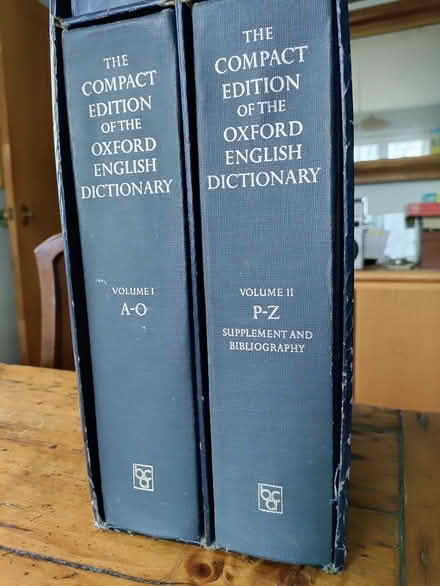 THE
COMPACT
EDITION
OF THE
OXFORD
ENGLISH
DICTIONARY
VOLUME I
A-O
bca
THE
COMPACT
EDITION
OF THE
OXFORD
ENGLISH
DICTIONARY
VOLUME II
P-Z
SUPPLEMENT AND
BIBLIOGRAPHY
bca